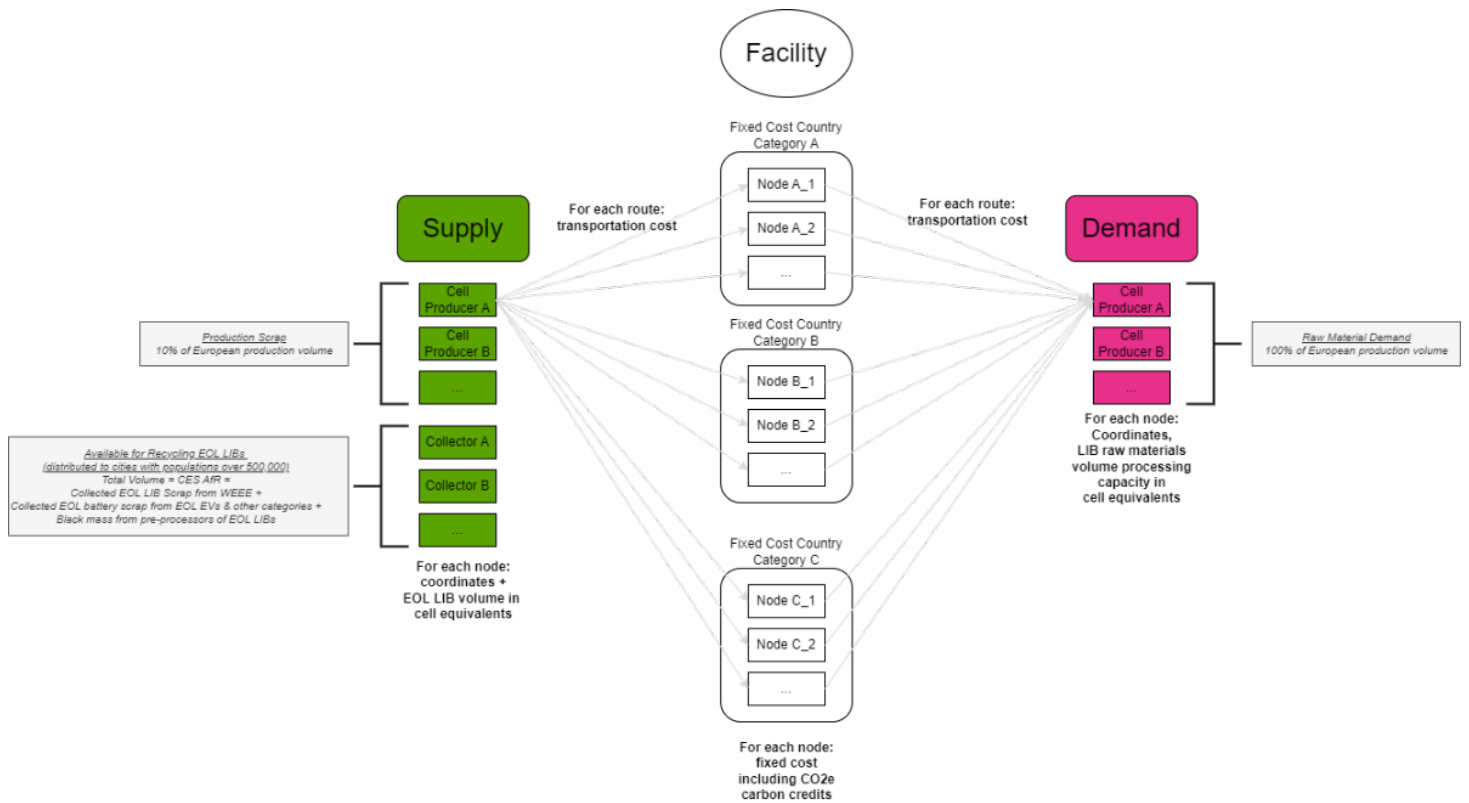 Facility
Fixed Cost Country
Category A
Node A_1
Node A_2
...
Supply
For each route:
transportation cost
For each route:
transportation cost
Demand
Cell
Producer A
Cell
Producer B
...
Production Scrap
10% of European production volume
Fixed Cost Country
Category B
Node B_1
Node B_2
...
Cell
Producer A
Cell
Producer B
...
Raw Material Demand
100% of European production volume
For each node:
Coordinates,
LIB raw materials
volume processing
capacity in
cell equivalents
Available for Recycling EOL LIBs
(distributed to cities with populations over 500,000)
Total Volume = CES AfR =
Collected EOL LIB Scrap from WEEE +
Collected EOL battery scrap from EOL EVs & other categories +
Black mass from pre-processors of EOL LIBs
Collector A
Collector B
...
For each node:
coordinates +
EOL LIB volume in
cell equivalents
Fixed Cost Country
Category C
Node C_1
Node C_2
...
For each node:
fixed cost
including CO2e
carbon credits